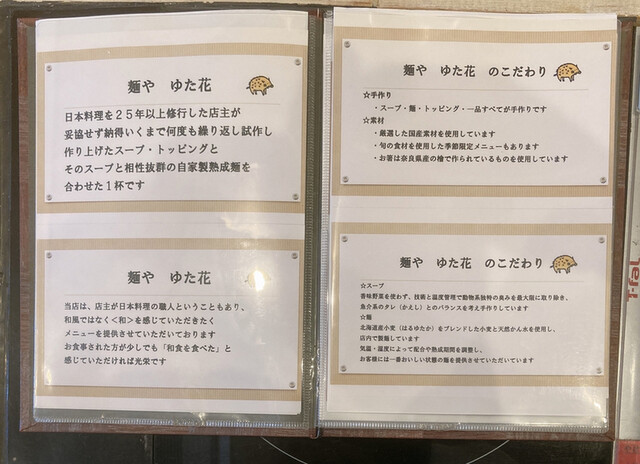 麺や ゆた花
日本料理を２５年以上修行した店主が
妥協せず納得いくまで何度も繰り返し試作し
作り上げたスープ・トッピングと
そのスープと相性抜群の自家製熟成麺を
合わせた１杯です
麺や ゆた花
当店は、店主が日本料理の職人ということもあり、
和風ではなく＜和＞を感じていただきたく
メニューを提供させていただいております
お食事された方が少しでも「和食を食べた」と
感じていただければ光栄です
麺や ゆた花 のこだわり
☆手作り
・スープ・麺・トッピング・一品すべてが手作りです
☆素材
・厳選した国産素材を使用しています
・旬の食材を使用した季節限定メニューもあります
・お箸は奈良県産の檜で作られているものを使用しています
麺や ゆた花 のこだわり
☆スープ
香味野菜を使わず、技術と温度管理で動物系独特の臭みを最大限に取り除き、
魚介系のタレ（かえし）とのバランスを考え手作りしています
☆麺
北海道産小麦（はるゆたか）をブレンドした小麦と天然かん水を使用し、
店内で製麺しています
気温・湿度によって配合や熟成期間を調整し、
お客様には一番おいしい状態の麺を提供させていただいています